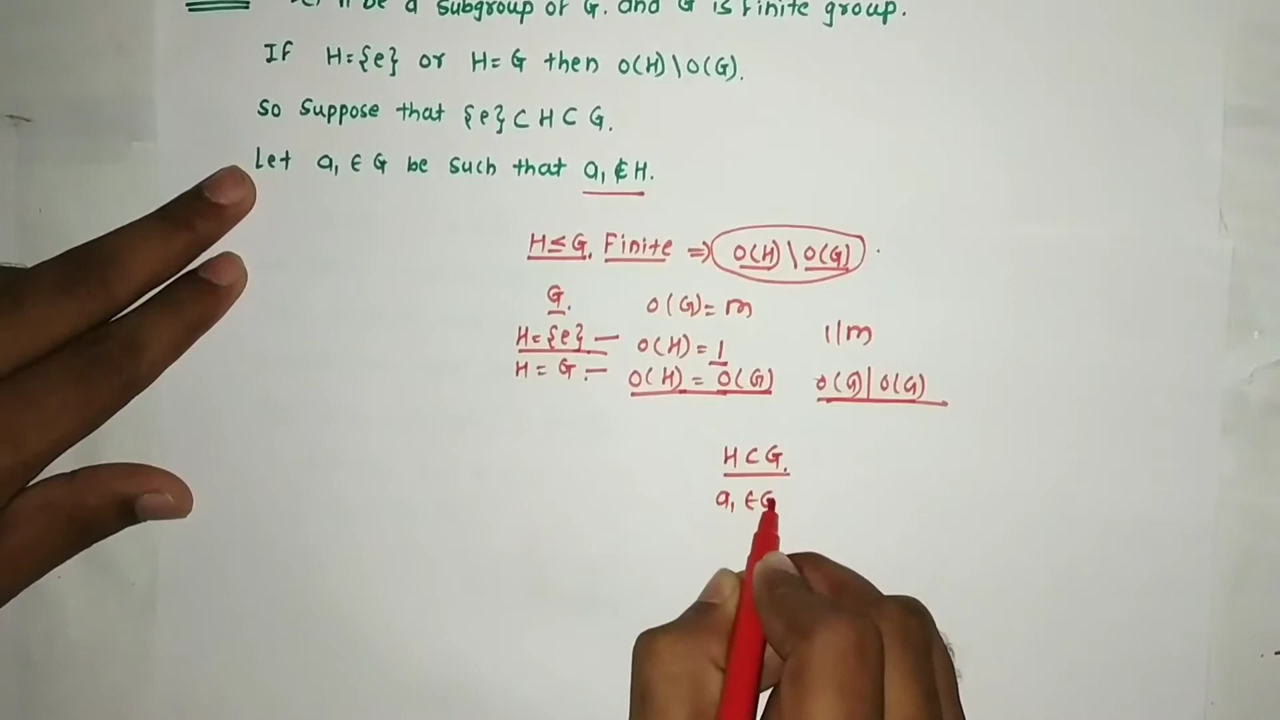 be a subgroup of G. and G is Finite group.
If H={e} or H=G then O(H)\O(G).
So suppose that {e}⊂H⊂G.
Let a₁∈G be such that a₁∉H.
H≤G, Finite ⇒ O(H)\O(G).
G. O(G)=m
H={e} — O(H)=1 1/m
H=G. — O(H)=O(G) O(G)|O(G)
H⊂G.
a₁∈G